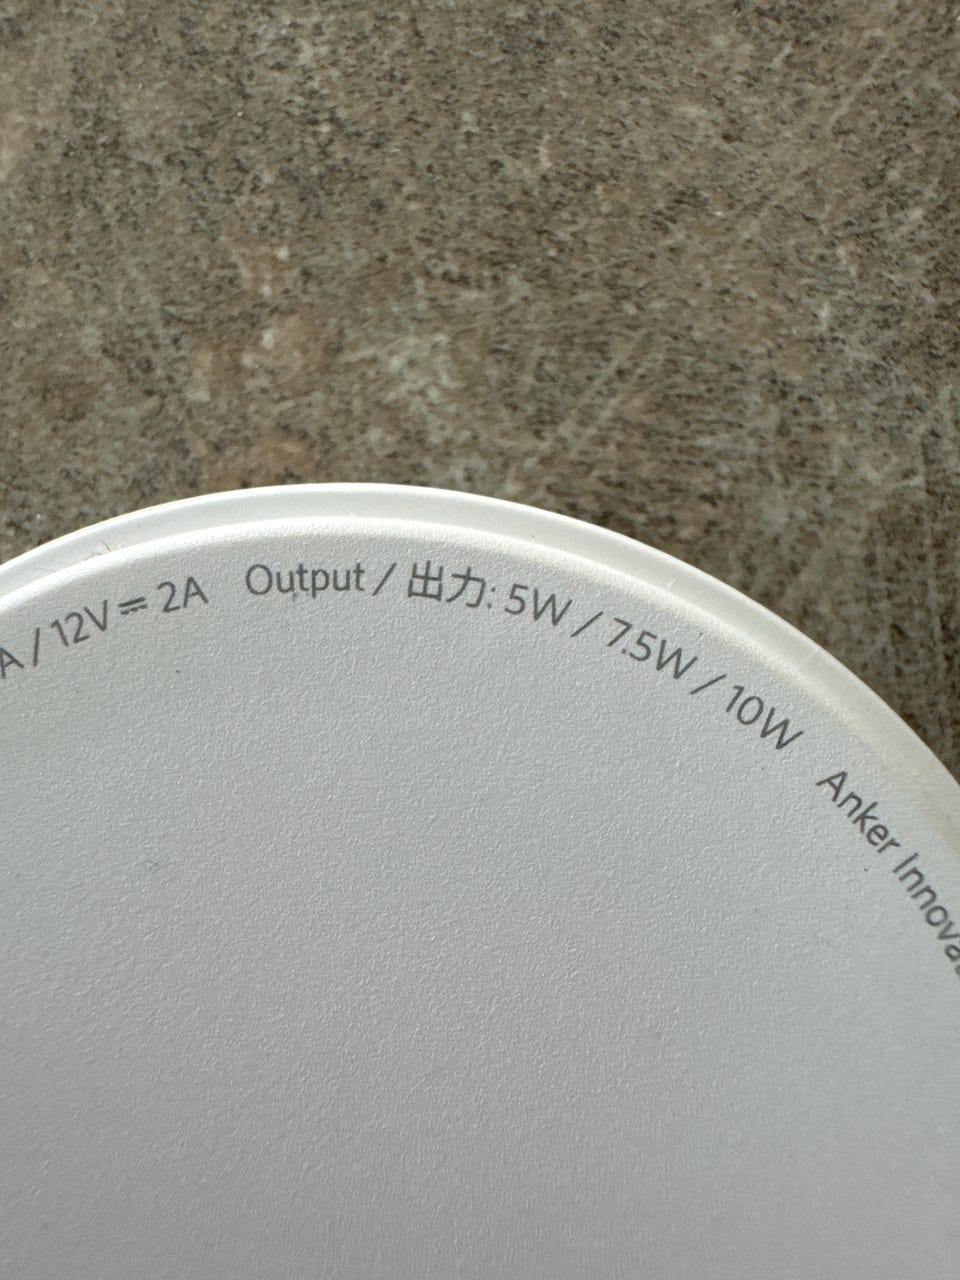 A / 12V⎓2A Output / 出力: 5W / 7.5W / 10W Anker Innova